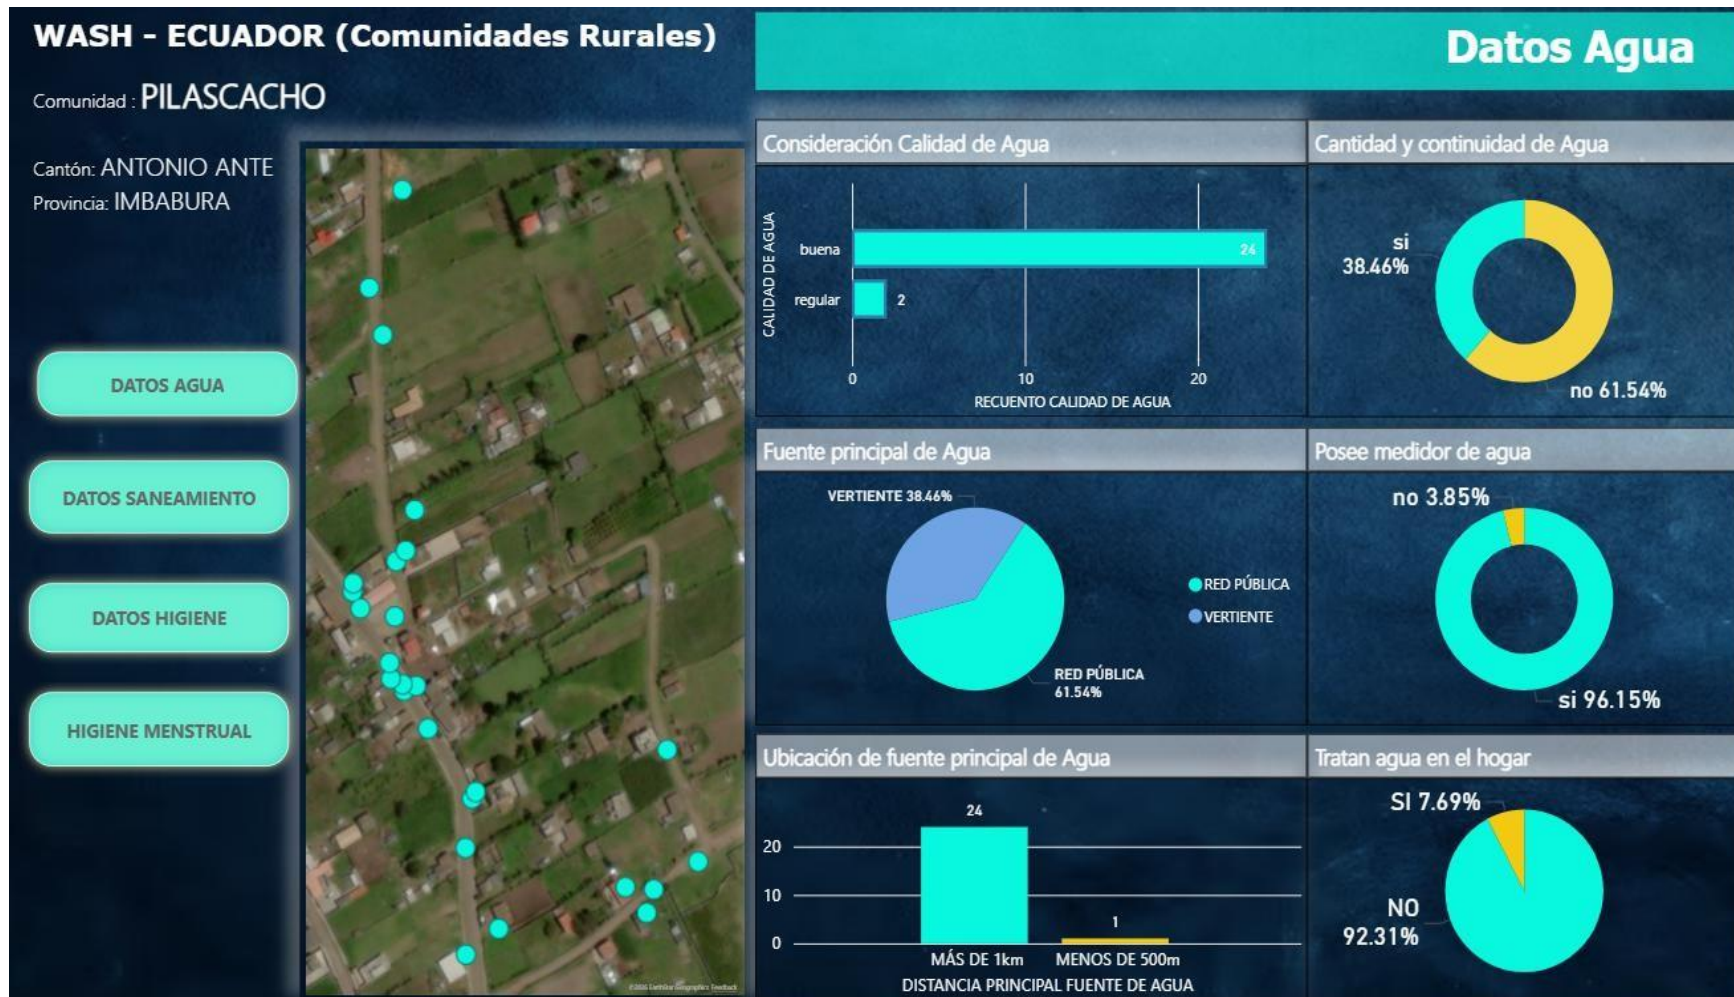 WASH - ECUADOR (Comunidades Rurales)
Comunidad : PILASCACHO
Cantón: ANTONIO ANTE
Provincia: IMBABURA
DATOS AGUA
DATOS SANEAMIENTO
DATOS HIGIENE
HIGIENE MENSTRUAL
©2026 EarthStar Geographics Feedback
Datos Agua
Consideración Calidad de Agua
CALIDAD DE AGUA
buena
24
regular
2
0
10
20
RECUENTO CALIDAD DE AGUA
Cantidad y continuidad de Agua
si
38.46%
no 61.54%
Fuente principal de Agua
VERTIENTE 38.46%
RED PÚBLICA
VERTIENTE
RED PÚBLICA
61.54%
Posee medidor de agua
no 3.85%
si 96.15%
Ubicación de fuente principal de Agua
24
20
10
1
0
MÁS DE 1km
MENOS DE 500m
DISTANCIA PRINCIPAL FUENTE DE AGUA
Tratan agua en el hogar
SI 7.69%
NO
92.31%